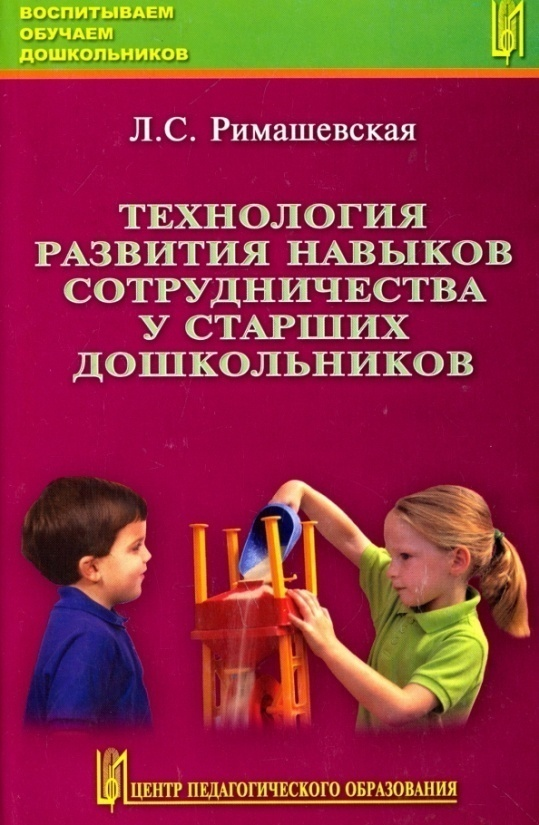 ВОСПИТЫВАЕМ
ОБУЧАЕМ
ДОШКОЛЬНИКОВ
Л.С. Римашевская
ТЕХНОЛОГИЯ
РАЗВИТИЯ НАВЫКОВ
СОТРУДНИЧЕСТВА
У СТАРШИХ
ДОШКОЛЬНИКОВ
ЦЕНТР ПЕДАГОГИЧЕСКОГО ОБРАЗОВАНИЯ